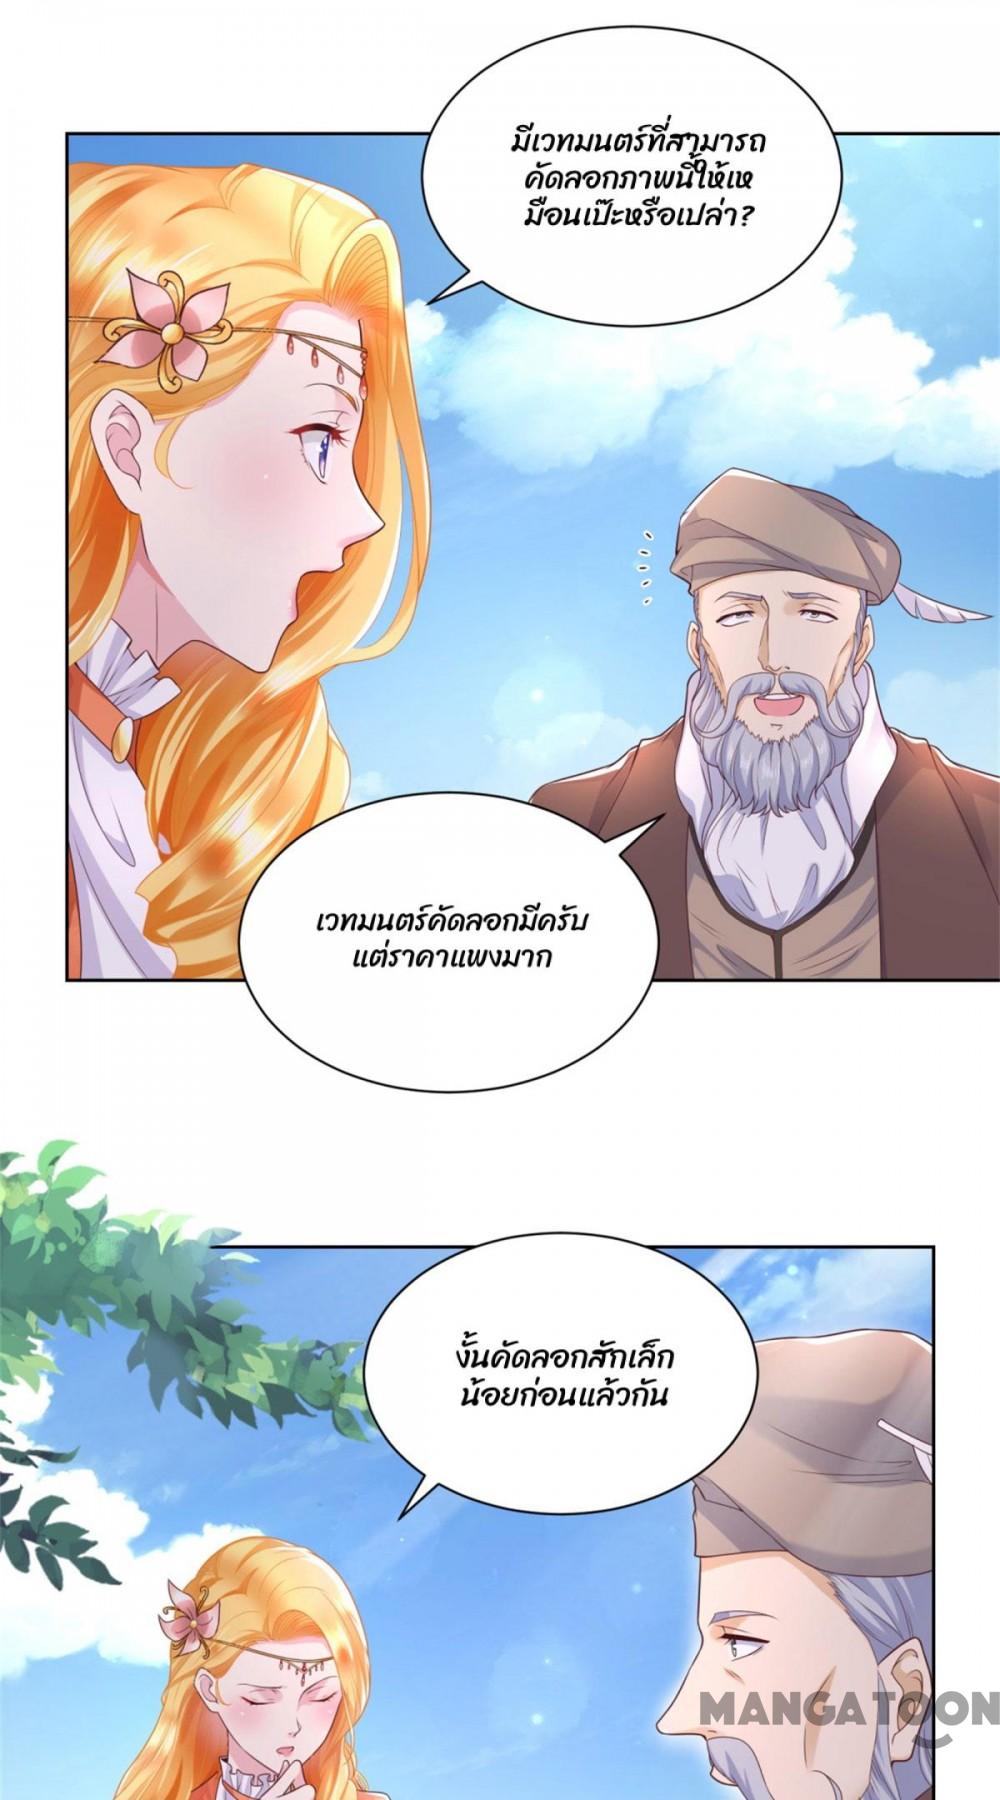 มีเวทมนตร์ที่สามารถ
คัดลอกภาพนี้ให้เห
มือนเป๊ะหรือเปล่า?
เวทมนตร์คัดลอกมีครับ
แต่ราคาแพงมาก
งั้นคัดลอกสักเล็ก
น้อยก่อนแล้วกัน
MANGATOON